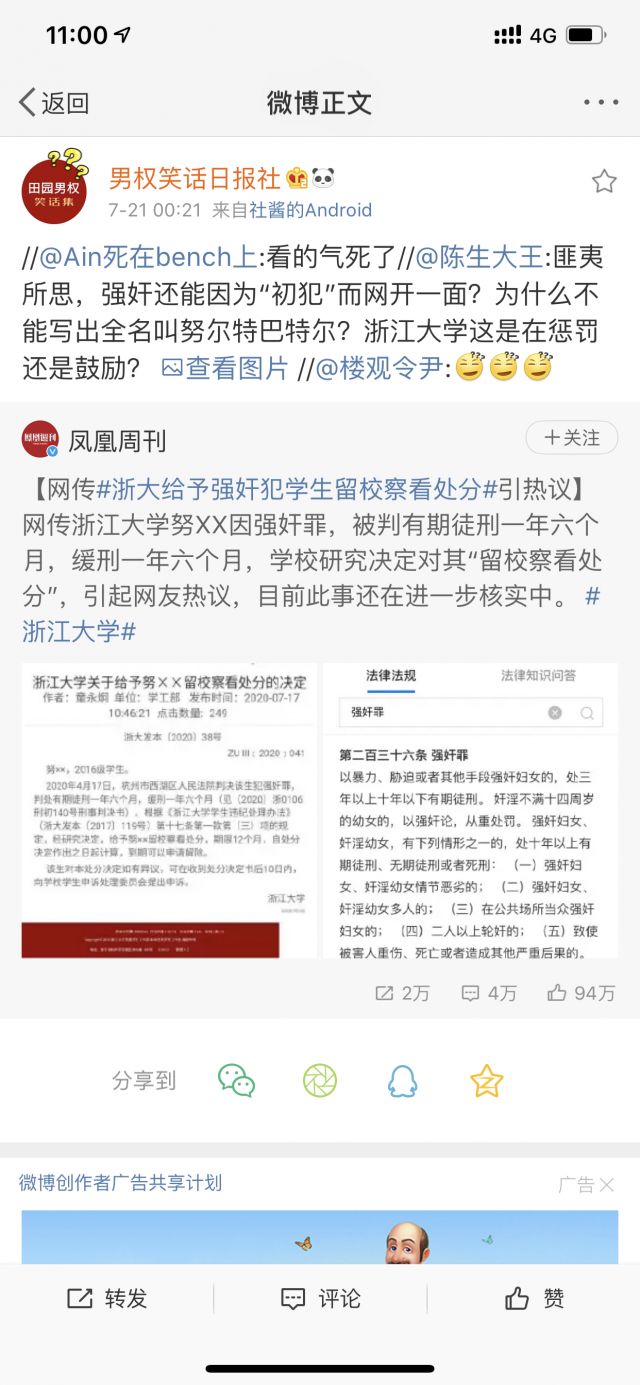 11:00
4G
返回
微博正文
田园男权
笑话集
男权笑话日报社
7-21 00:21 来自社酱的Android
//@Ain死在bench上:看的气死了//@陈生大王:匪夷
所思，强奸还能因为“初犯”而网开一面？为什么不
能写出全名叫努尔特巴特尔？浙江大学这是在惩罚
还是鼓励？ 查看图片 //@楼观令尹:
凤凰周刊
凤凰周刊
+关注
【网传#浙大给予强奸犯学生留校察看处分#引热议】
网传浙江大学努XX因强奸罪，被判有期徒刑一年六个
月，缓刑一年六个月，学校研究决定对其“留校察看处
分”，引起网友热议，目前此事还在进一步核实中。 #
浙江大学#
浙江大学关于给予努××留校察看处分的决定
作者：童永炯 单位：学工部 发布时间：2020-07-17
10:46:21 点击数量: 249
浙大发本〔2020〕38号
ZU III : 2020 : 041
努××，2016级学生。
2020年4月17日，杭州市西湖区人民法院判决该生犯强奸罪，
判处有期徒刑一年六个月，缓刑一年六个月（见（2020）浙0106
刑初140号刑事判决书）。根据《浙江大学学生违纪处理办法》
（浙大发本〔2017〕119号）第十七条第一款第（三）项的规
定，经研究决定，给予努××留校察看处分，期限12个月，自处分
决定作出之日起计算，到期可以申请解除。
该生对本处分决定如有异议，可在收到处分决定书后10日内，
向学校学生申诉处理委员会提出申诉。
浙江大学
法律法规
法律知识问答
强奸罪
第二百三十六条 强奸罪
以暴力、胁迫或者其他手段强奸妇女的，处三
年以上十年以下有期徒刑。 奸淫不满十四周岁
的幼女的，以强奸论，从重处罚。 强奸妇女、
奸淫幼女，有下列情形之一的，处十年以上有
期徒刑、无期徒刑或者死刑： （一）强奸妇
女、奸淫幼女情节恶劣的； （二）强奸妇女、
奸淫幼女多人的； （三）在公共场所当众强奸
妇女的； （四）二人以上轮奸的； （五）致使
被害人重伤、死亡或者造成其他严重后果的。
2万
4万
94万
分享到
微博创作者广告共享计划
广告
转发
评论
赞